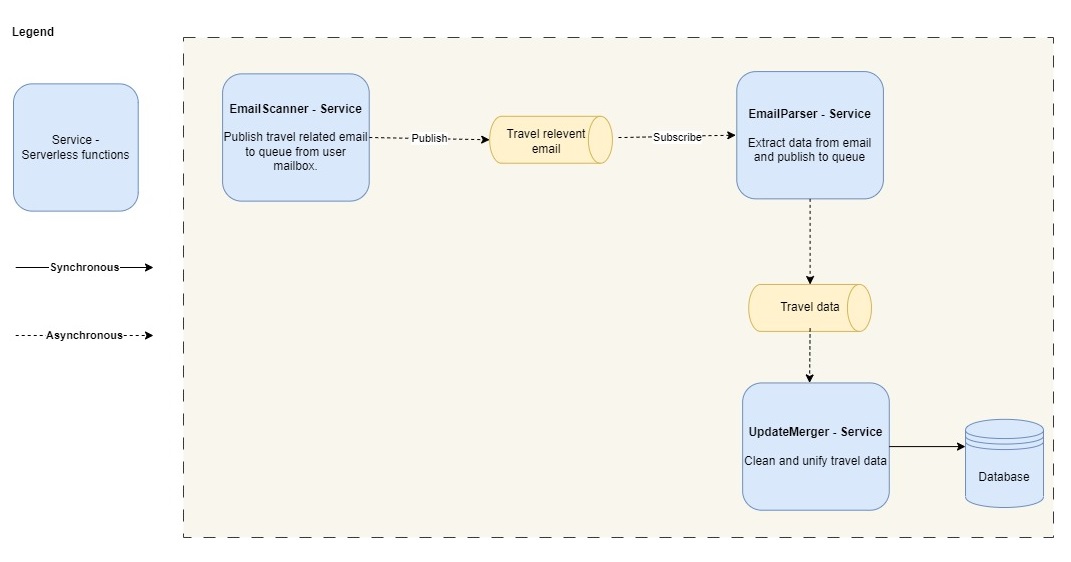 Legend
Service -
Serverless functions
Synchronous
Asynchronous
EmailScanner - Service
Publish travel related email
to queue from user
mailbox.
Publish
Travel relevent
email
Subscribe
EmailParser - Service
Extract data from email
and publish to queue
Travel data
UpdateMerger - Service
Clean and unify travel data
Database